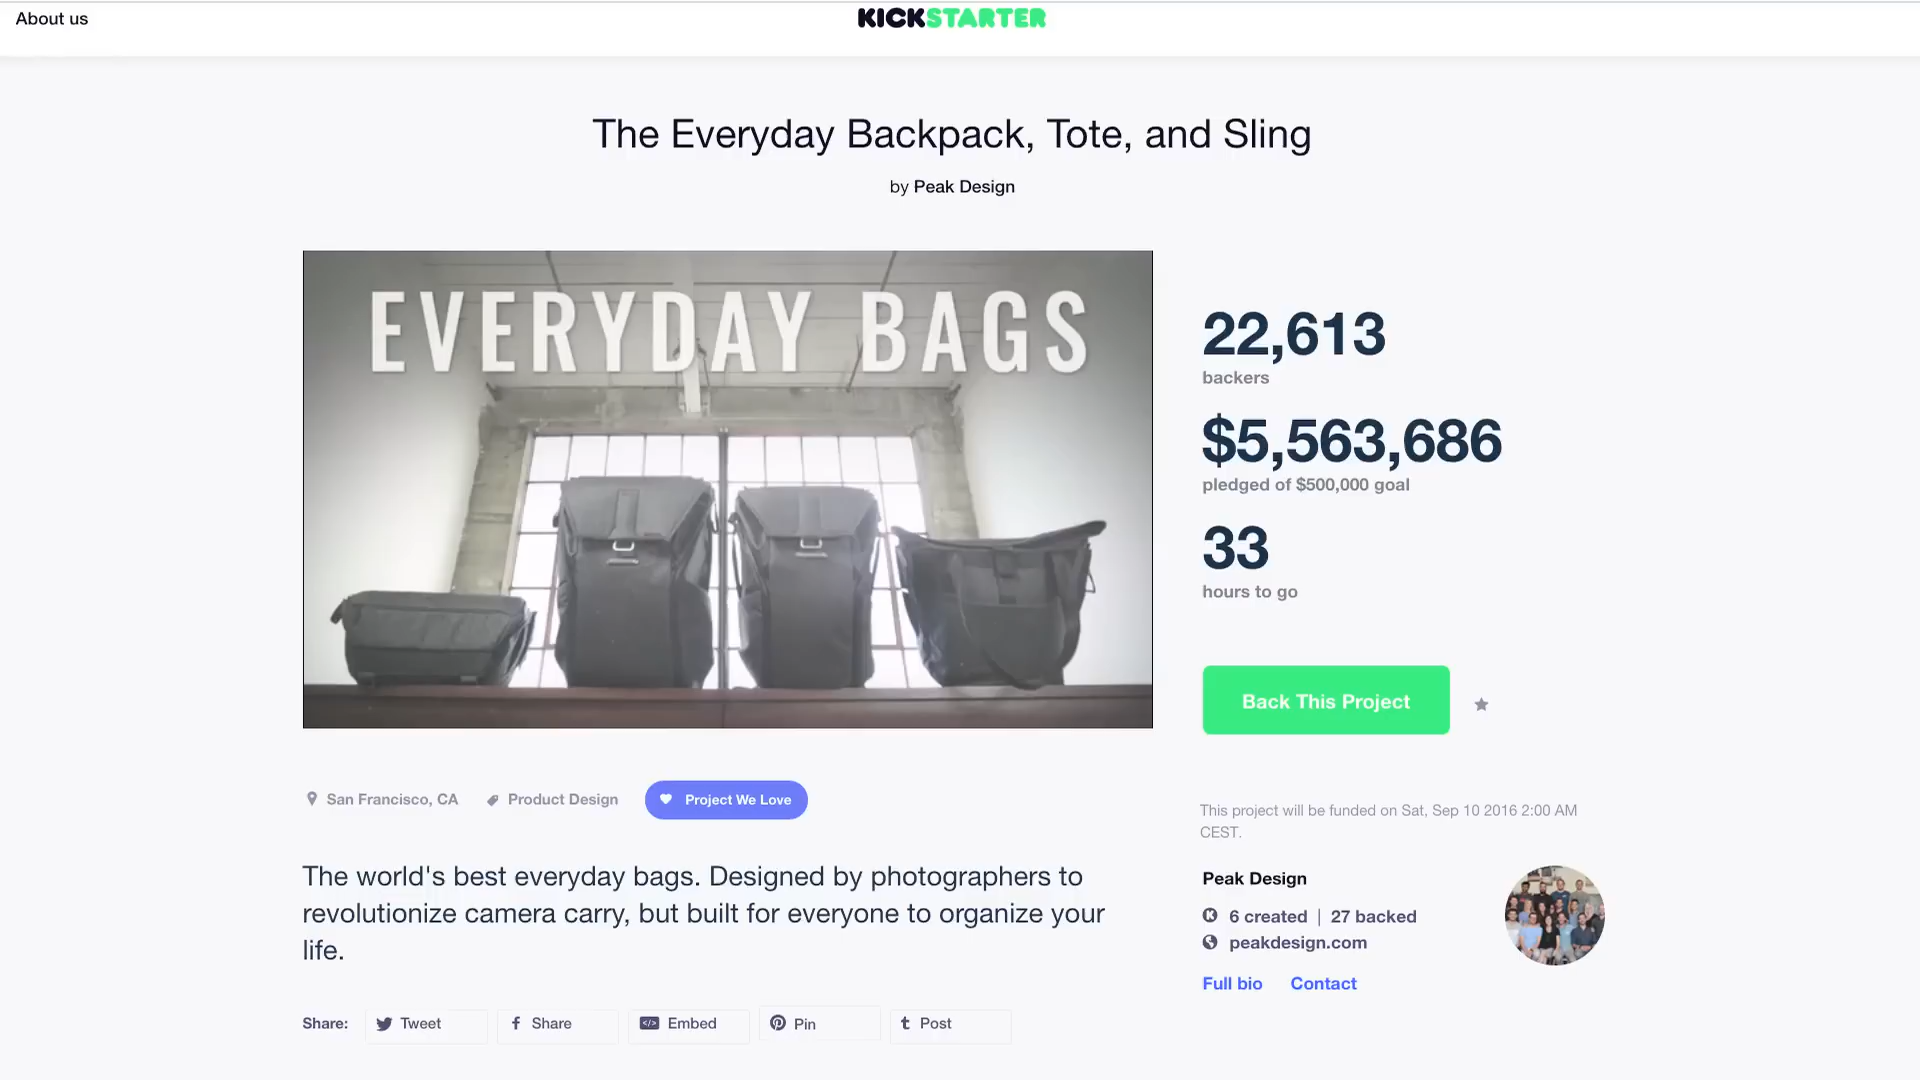 About us
KICKSTARTER
The Everyday Backpack, Tote, and Sling
by Peak Design
EVERYDAY BAGS
22,613
backers
$5,563,686
pledged of $500,000 goal
33
hours to go
Back This Project
San Francisco, CA
Product Design
Project We Love
This project will be funded on Sat, Sep 10 2016 2:00 AM
CEST.
The world's best everyday bags. Designed by photographers to
revolutionize camera carry, but built for everyone to organize your
life.
Peak Design
6 created | 27 backed
peakdesign.com
Full bio
Contact
Share:
Tweet
Share
Embed
Pin
Post